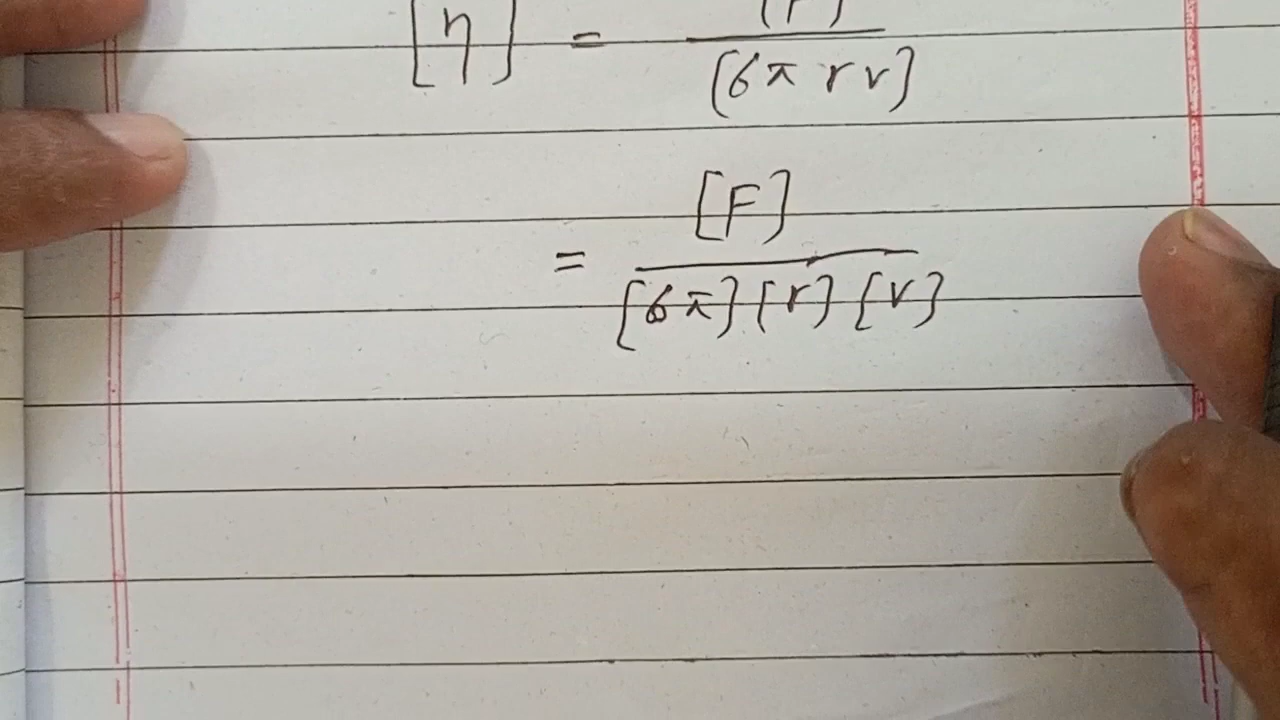 [η] = [F] / [6π r v]
= [F] / [6π] [r] [v]